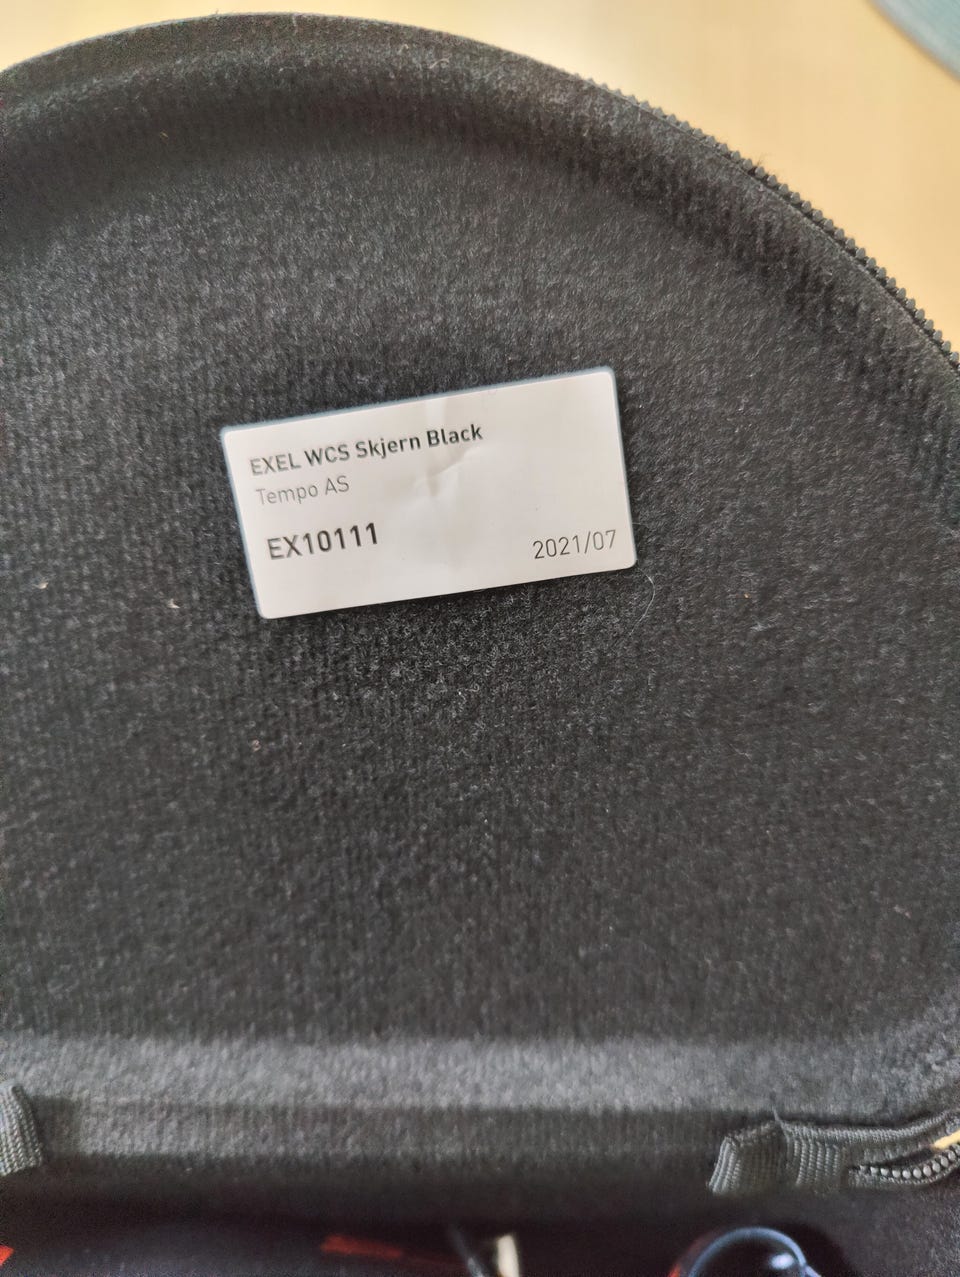 EXEL WCS Skjern Black
Tempo AS
EX10111
2021/07